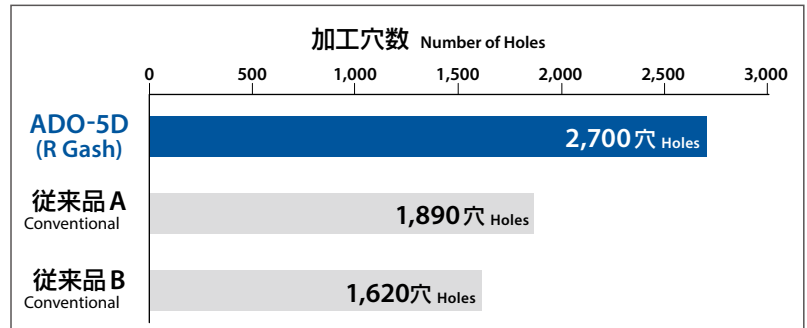 加工穴数 Number of Holes
0 500 1,000 1,500 2,000 2,500 3,000
ADO-5D
(R Gash)
2,700穴 Holes
従来品A
Conventional
1,890穴 Holes
従来品B
Conventional
1,620穴 Holes